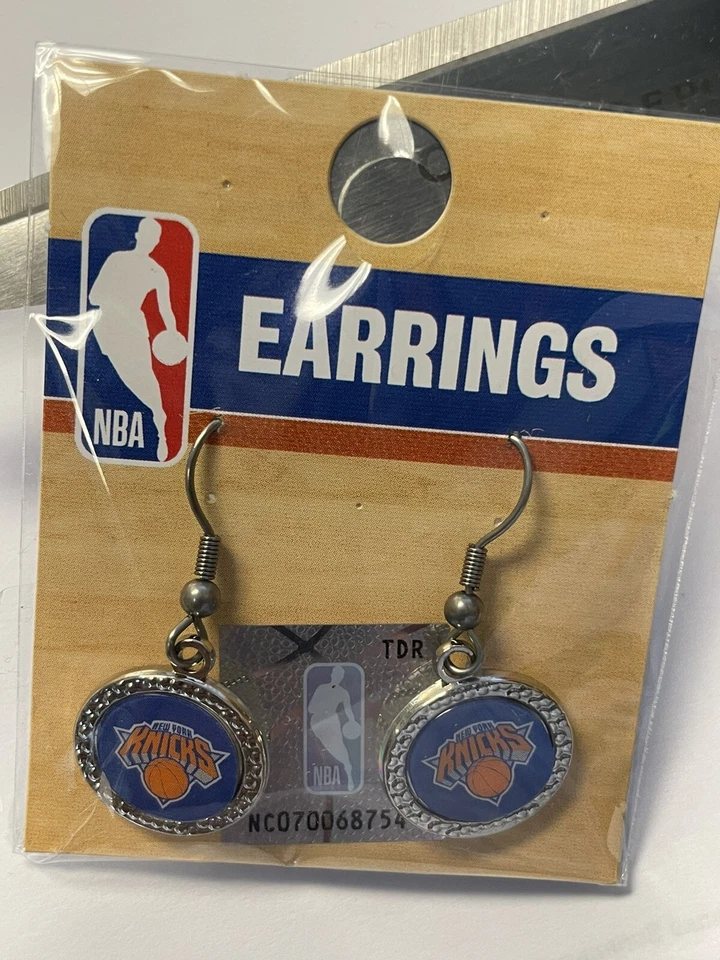 EARRINGS
NBA
TDR
NBA
NC070068754
NEW YORK
KNICKS
NEW YORK
KNICKS